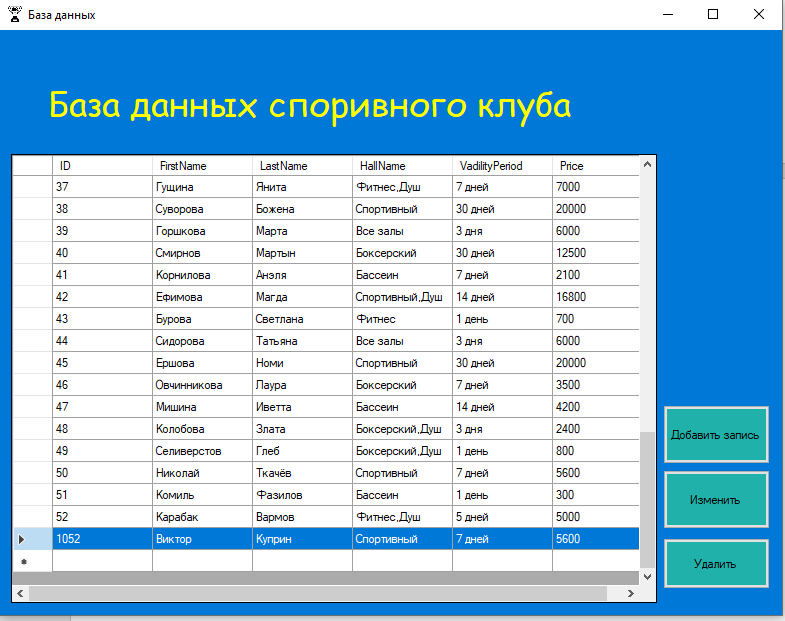 База данных
База данных споривного клуба
ID FirstName LastName HallName VadilityPeriod Price
37 Гущина Янита Фитнес,Душ 7 дней 7000
38 Суворова Божена Спортивный 30 дней 20000
39 Горшкова Марта Все залы 3 дня 6000
40 Смирнов Мартын Боксерский 30 дней 12500
41 Корнилова Анэля Бассеин 7 дней 2100
42 Ефимова Магда Спортивный,Душ 14 дней 16800
43 Бурова Светлана Фитнес 1 день 700
44 Сидорова Татьяна Все залы 3 дня 6000
45 Ершова Номи Спортивный 30 дней 20000
46 Овчинникова Лаура Боксерский 7 дней 3500
47 Мишина Иветта Бассеин 14 дней 4200
48 Колобова Злата Боксерский,Душ 3 дня 2400
49 Селиверстов Глеб Боксерский,Душ 1 день 800
50 Николай Ткачёв Спортивный 7 дней 5600
51 Комиль Фазилов Бассеин 1 день 300
52 Карабак Вармов Фитнес,Душ 5 дней 5000
1052 Виктор Куприн Спортивный 7 дней 5600
Добавить запись
Изменить
Удалить